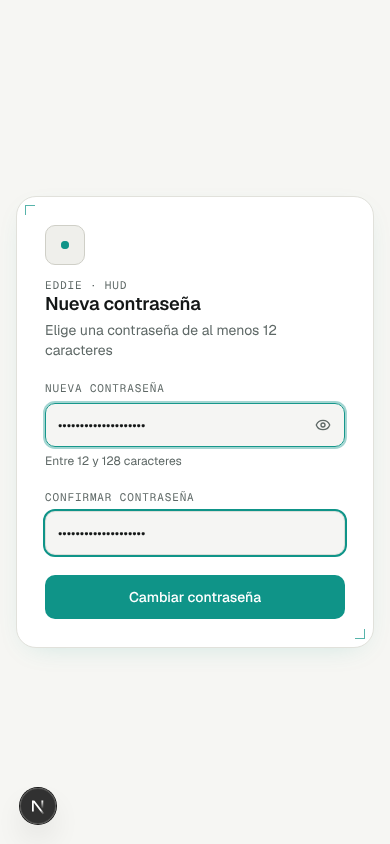 EDDIE · HUD
Nueva contraseña
Elige una contraseña de al menos 12
caracteres
NUEVA CONTRASEÑA
••••••••••••••••••••
Entre 12 y 128 caracteres
CONFIRMAR CONTRASEÑA
••••••••••••••••••••
Cambiar contraseña
N